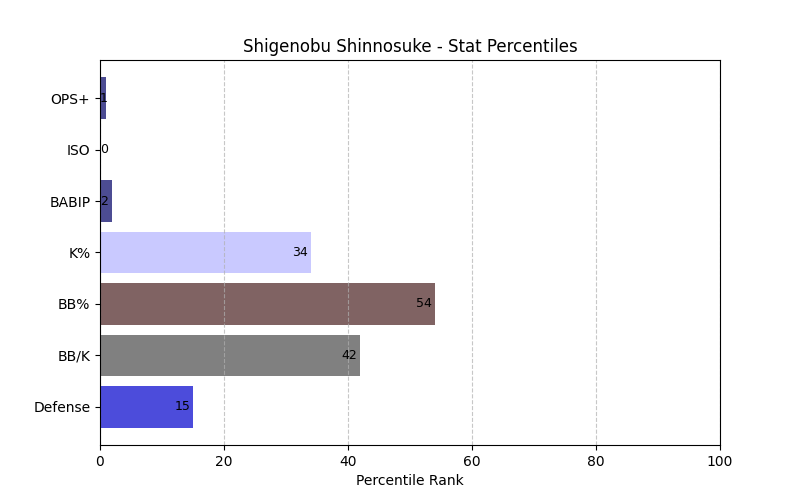 Shigenobu Shinnosuke - Stat Percentiles
OPS+ 1
ISO 0
BABIP 2
K% 34
BB% 54
BB/K 42
Defense 15
0 20 40 60 80 100
Percentile Rank